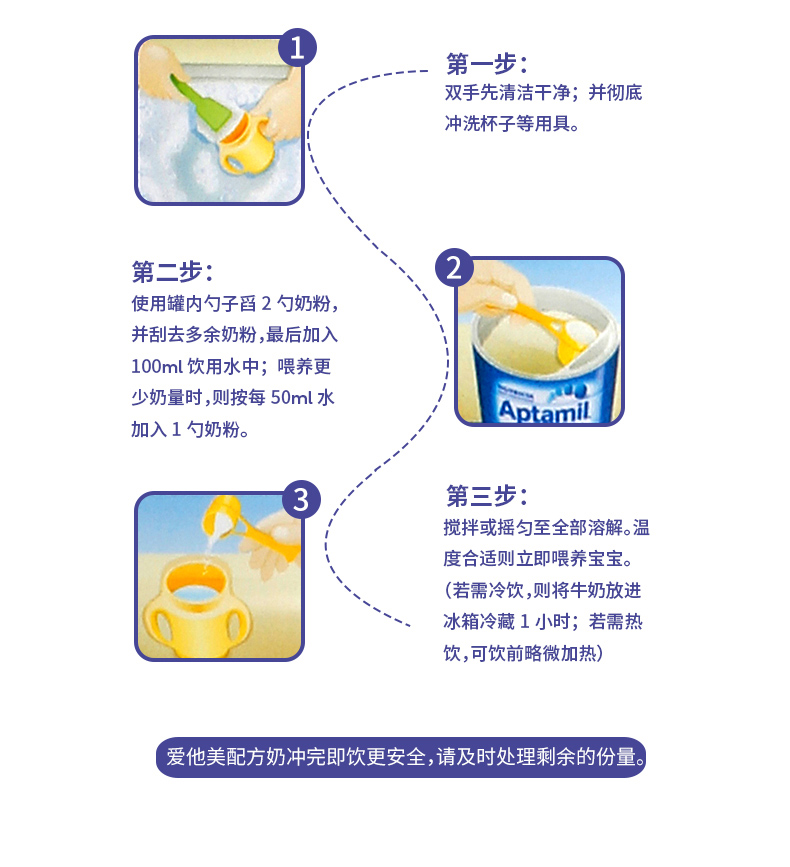 1
第一步：
双手先清洁干净；并彻底
冲洗杯子等用具。
第二步：
使用罐内勺子舀 2 勺奶粉，
并刮去多余奶粉，最后加入
100ml 饮用水中；喂养更
少奶量时，则按每 50ml 水
加入 1 勺奶粉。
2
NUTRICIA
Aptamil
3
第三步：
搅拌或摇匀至全部溶解。温
度合适则立即喂养宝宝。
（若需冷饮，则将牛奶放进
冰箱冷藏 1 小时；若需热
饮，可饮前略微加热）
爱他美配方奶冲完即饮更安全，请及时处理剩余的份量。